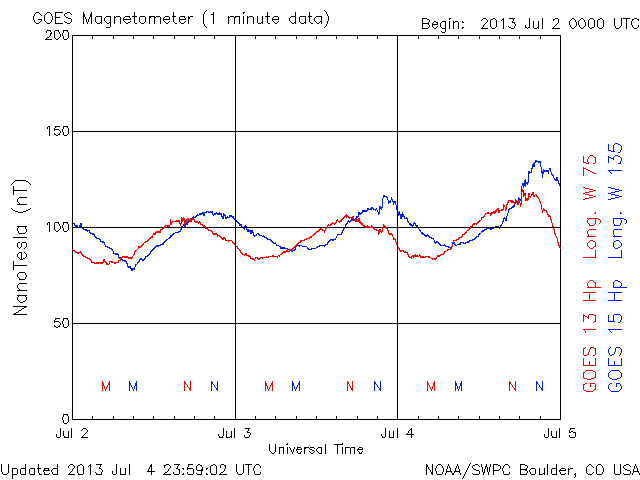 GOES Magnetometer (1 minute data)
Begin: 2013 Jul 2 0000 UTC
200
150
100
50
0
NanoTesla (nT)
M M N N M M N N M M N N
Jul 2 Jul 3 Jul 4 Jul 5
Universal Time
GOES 13 Hp Long. W 75
GOES 15 Hp Long. W 135
Updated 2013 Jul 4 23:59:02 UTC
NOAA/SWPC Boulder, CO USA